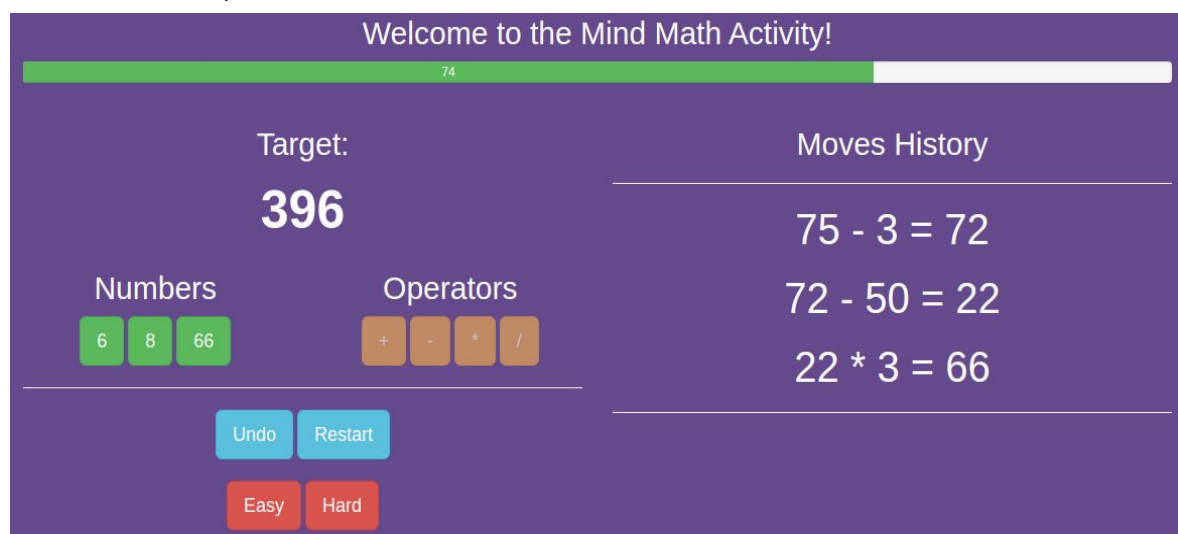 Welcome to the Mind Math Activity!
74
Target:
396
Numbers
6 8 66
Operators
+ - * /
Undo Restart
Easy Hard
Moves History
75 - 3 = 72
72 - 50 = 22
22 * 3 = 66